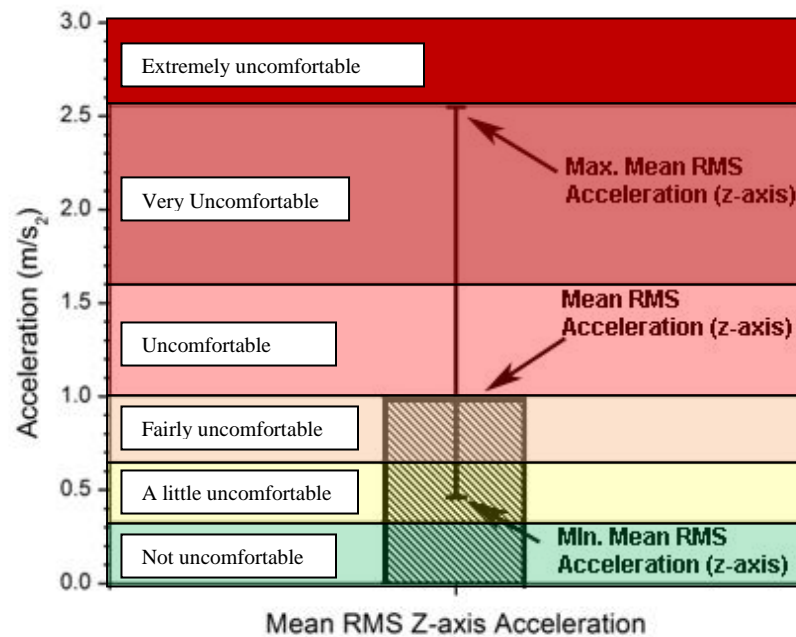 3.0
Extremely uncomfortable
2.5
Max. Mean RMS
Acceleration (z-axis)
Very Uncomfortable
2.0
Acceleration (m/s2)
1.5
Mean RMS
Acceleration (z-axis)
Uncomfortable
1.0
Fairly uncomfortable
A little uncomfortable
0.5
Min. Mean RMS
Acceleration (z-axis)
Not uncomfortable
0.0
Mean RMS Z-axis Acceleration